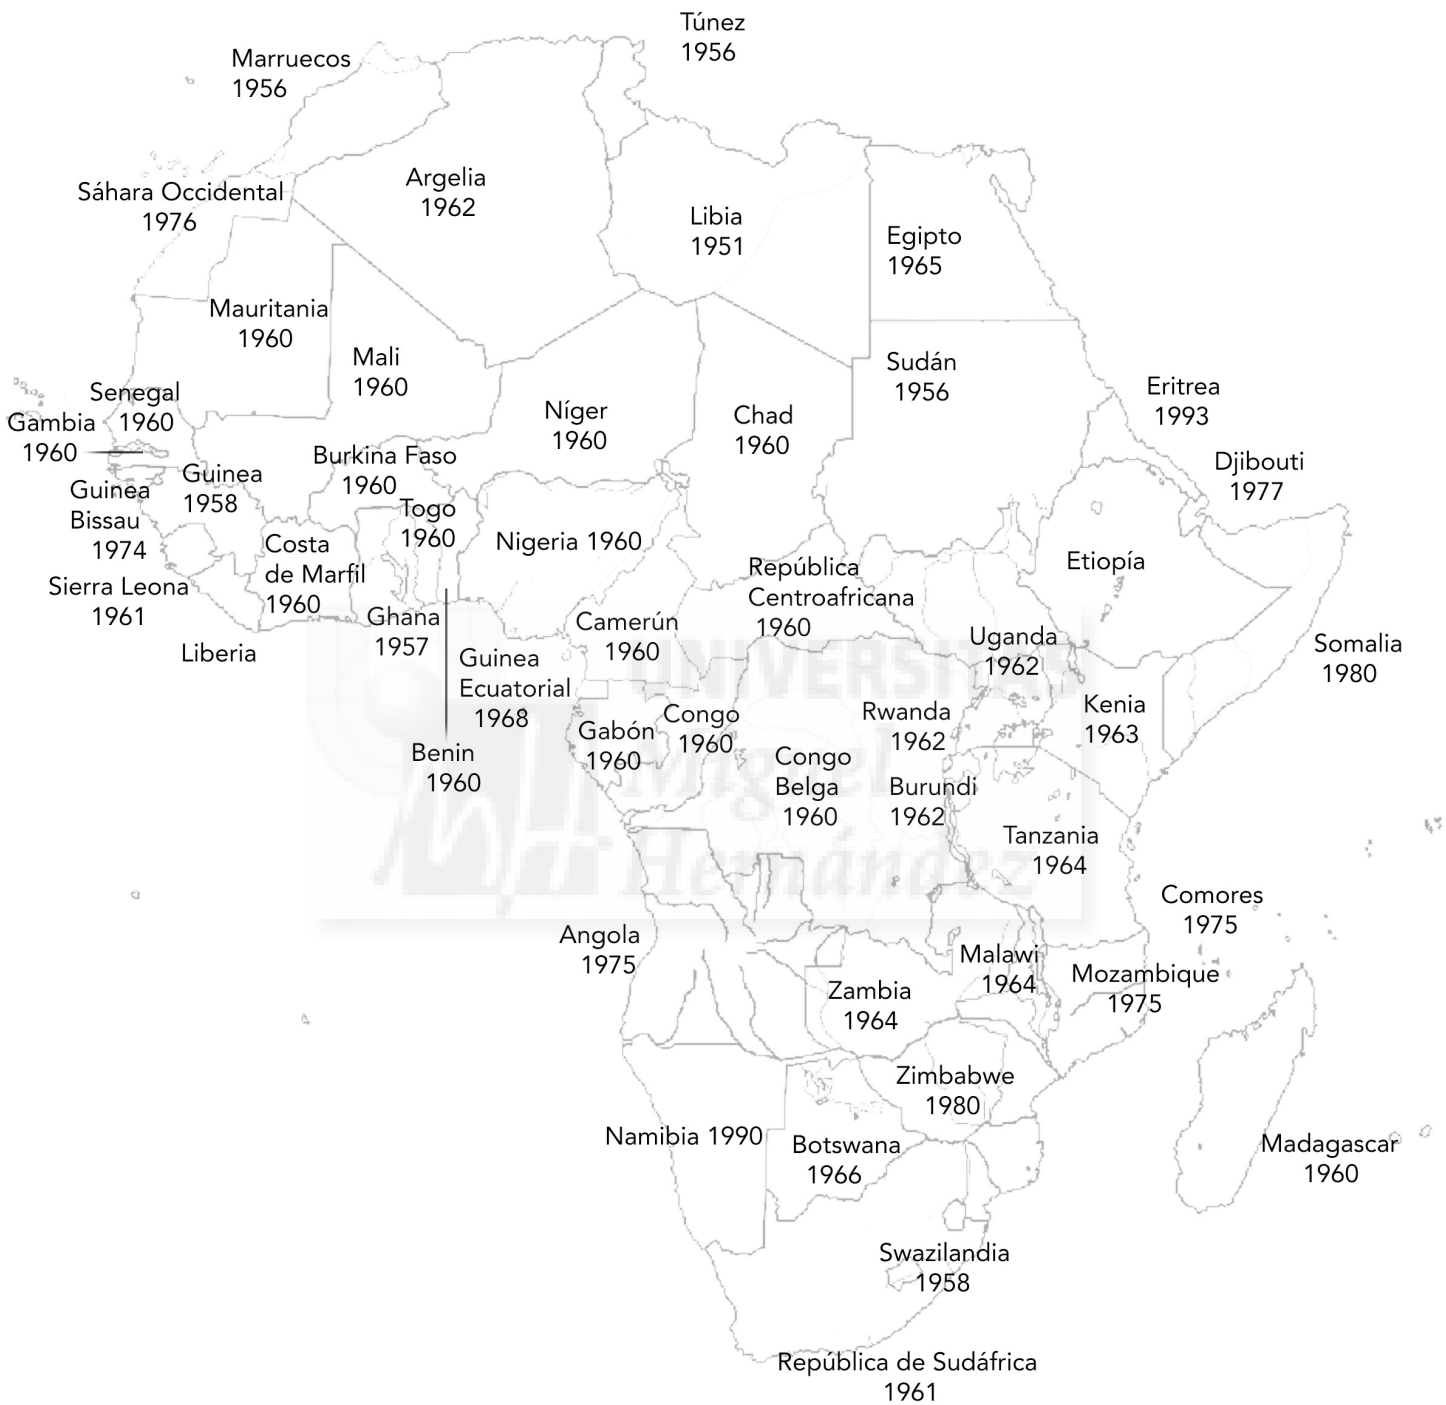 Túnez
1956
Marruecos
1956
Argelia
1962
Sáhara Occidental
1976
Libia
1951
Egipto
1965
Mauritania
1960
Mali
1960
Sudán
1956
Senegal
1960
Gambia
1960
Níger
1960
Chad
1960
Eritrea
1993
Burkina Faso
1960
Guinea
1958
Guinea
Bissau
1974
Togo
1960
Djibouti
1977
Nigeria 1960
Costa
de Marfil
1960
Etiopía
República
Centroafricana
1960
Sierra Leona
1961
Ghana
1957
Camerún
1960
Uganda
1962
Liberia
Somalia
1980
Guinea
Ecuatorial
1968
Gabón
1960
Congo
1960
Rwanda
1962
Kenia
1963
Benin
1960
Congo
Belga
1960
Burundi
1962
Tanzania
1964
UNIVERSITAS
Miguel
Hernández
Comores
1975
Angola
1975
Malawi
1964
Mozambique
1975
Zambia
1964
Zimbabwe
1980
Namibia 1990
Botswana
1966
Madagascar
1960
Swazilandia
1958
República de Sudáfrica
1961